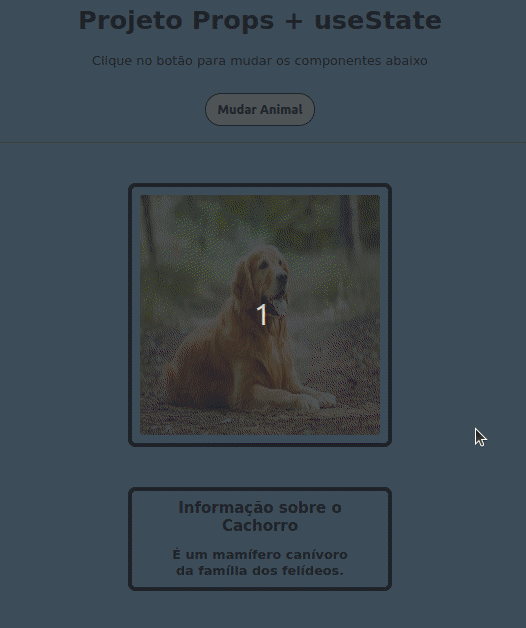 Projeto Props + useState
Clique no botão para mudar os componentes abaixo
Mudar Animal
1
Informação sobre o
Cachorro
É um mamífero canívoro
da família dos felídeos.